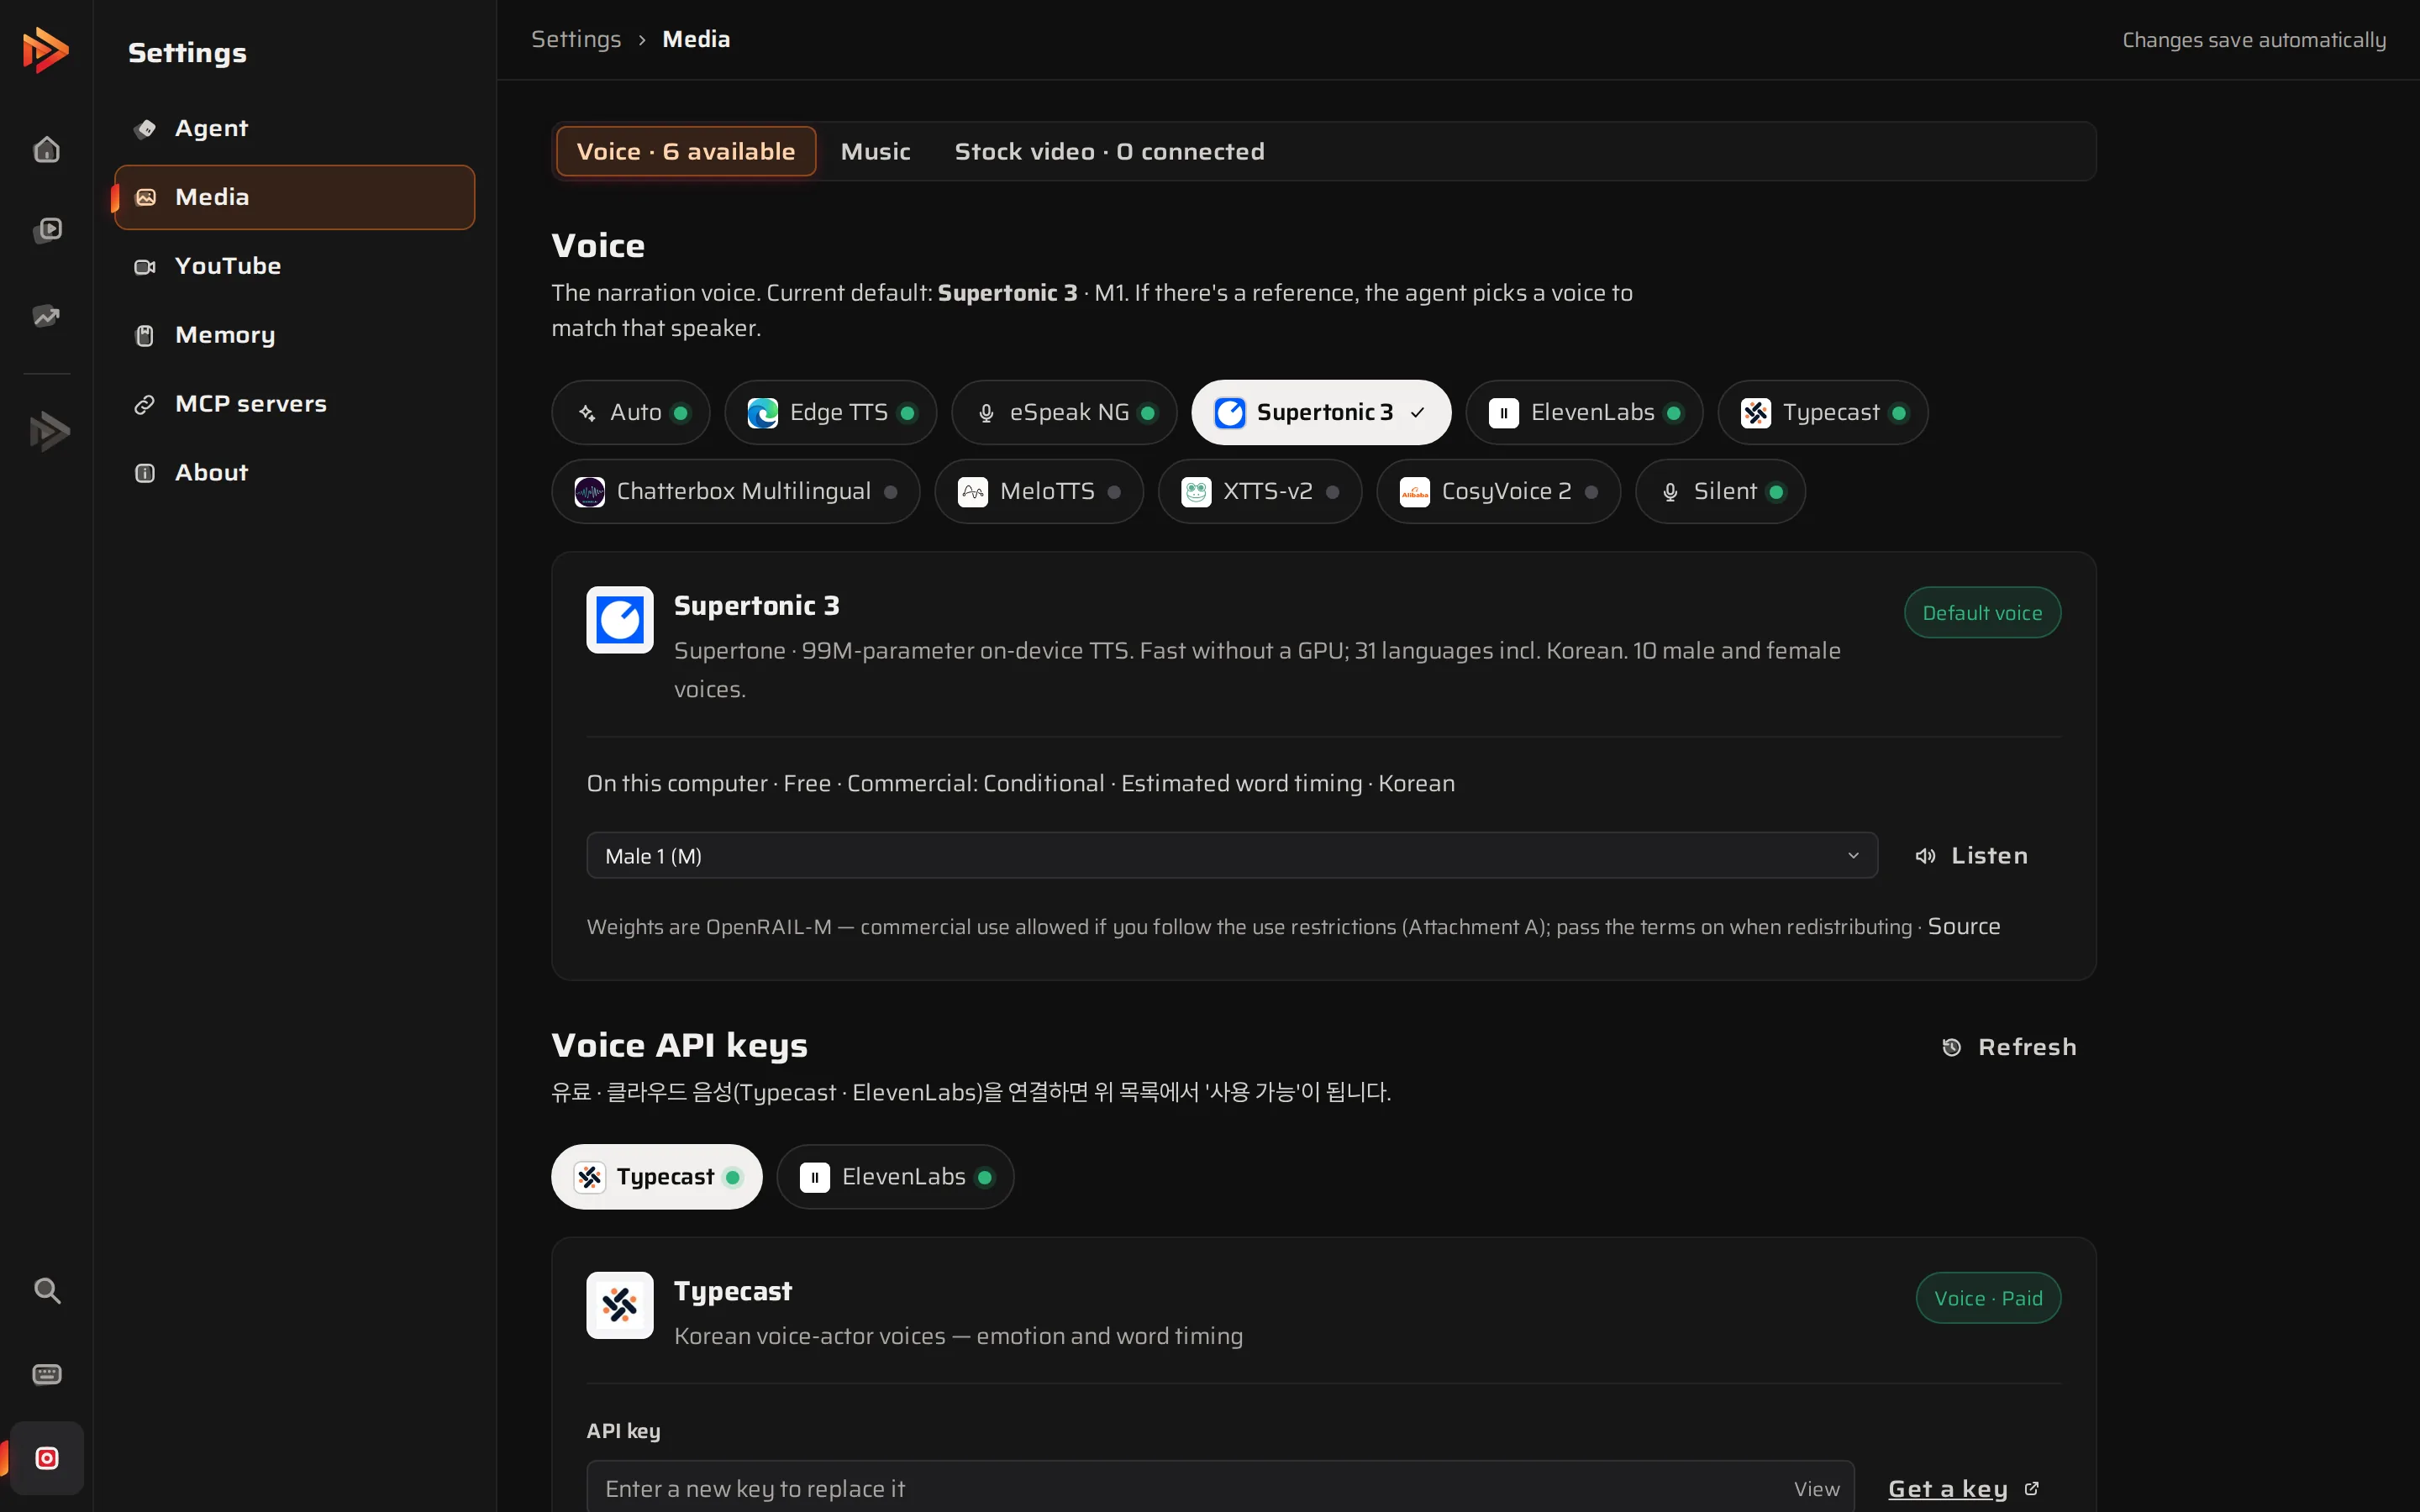 Settings
Agent
Media
YouTube
Memory
MCP servers
About
Settings › Media
Changes save automatically
Voice · 6 available
Music
Stock video · 0 connected
Voice
The narration voice. Current default: Supertonic 3 · M1. If there's a reference, the agent picks a voice to
match that speaker.
Auto
Edge TTS
eSpeak NG
Supertonic 3
ElevenLabs
Typecast
Chatterbox Multilingual
MeloTTS
XTTS-v2
CosyVoice 2
Silent
Supertonic 3
Default voice
Supertone · 99M-parameter on-device TTS. Fast without a GPU; 31 languages incl. Korean. 10 male and female
voices.
On this computer · Free · Commercial: Conditional · Estimated word timing · Korean
Male 1 (M)
Listen
Weights are OpenRAIL-M — commercial use allowed if you follow the use restrictions (Attachment A); pass the terms on when redistributing · Source
Voice API keys
Refresh
유료 · 클라우드 음성(Typecast · ElevenLabs)을 연결하면 위 목록에서 '사용 가능'이 됩니다.
Typecast
ElevenLabs
Typecast
Voice · Paid
Korean voice-actor voices — emotion and word timing
API key
Enter a new key to replace it
View
Get a key